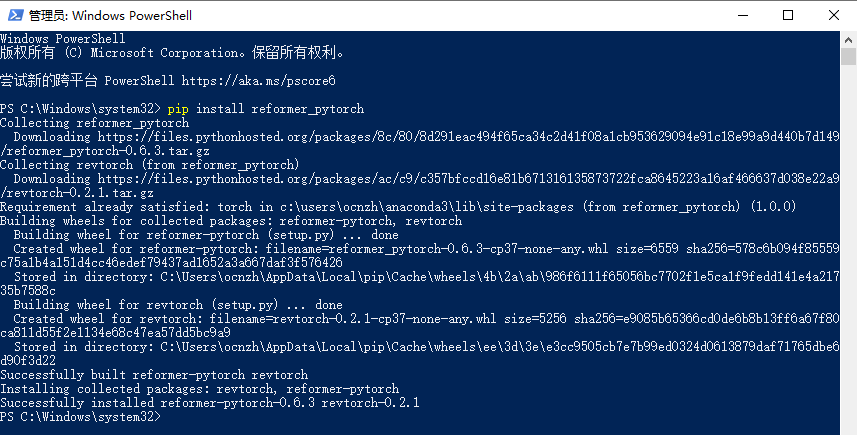 管理员: Windows PowerShell
Windows PowerShell
版权所有 (C) Microsoft Corporation。保留所有权利。
尝试新的跨平台 PowerShell https://aka.ms/pscore6
PS C:\Windows\system32> pip install reformer_pytorch
Collecting reformer_pytorch
  Downloading https://files.pythonhosted.org/packages/8c/80/8d291eac494f65ca34c2d41f08a1cb953629094e91c18e99a9d440b7d149
/reformer_pytorch-0.6.3.tar.gz
Collecting revtorch (from reformer_pytorch)
  Downloading https://files.pythonhosted.org/packages/ac/c9/c357bfccd16e81b671316135873722fca8645223a16af466637d038e22a9
/revtorch-0.2.1.tar.gz
Requirement already satisfied: torch in c:\users\ocnzh\anaconda3\lib\site-packages (from reformer_pytorch) (1.0.0)
Building wheels for collected packages: reformer-pytorch, revtorch
  Building wheel for reformer-pytorch (setup.py) ... done
  Created wheel for reformer-pytorch: filename=reformer_pytorch-0.6.3-cp37-none-any.whl size=6559 sha256=578c6b094f85559
c75a1b4a151d4cc46edef79437ad1652a3a667daf3f576426
  Stored in directory: C:\Users\ocnzh\AppData\Local\pip\Cache\wheels\4b\2a\ab\986f6111f65056bc7702f1e5ca1f9fedd141e4a217
35b7588c
  Building wheel for revtorch (setup.py) ... done
  Created wheel for revtorch: filename=revtorch-0.2.1-cp37-none-any.whl size=5256 sha256=e9085b65366cd0de6b8b13ff6a67f80
ca811d55f2e1134e68c47ea57dd5bc9a9
  Stored in directory: C:\Users\ocnzh\AppData\Local\pip\Cache\wheels\ee\3d\3e\e3cc9505cb7e7b99ed0324d0613879daf71765dbe6
d90f3d22
Successfully built reformer-pytorch revtorch
Installing collected packages: revtorch, reformer-pytorch
Successfully installed reformer-pytorch-0.6.3 revtorch-0.2.1
PS C:\Windows\system32>